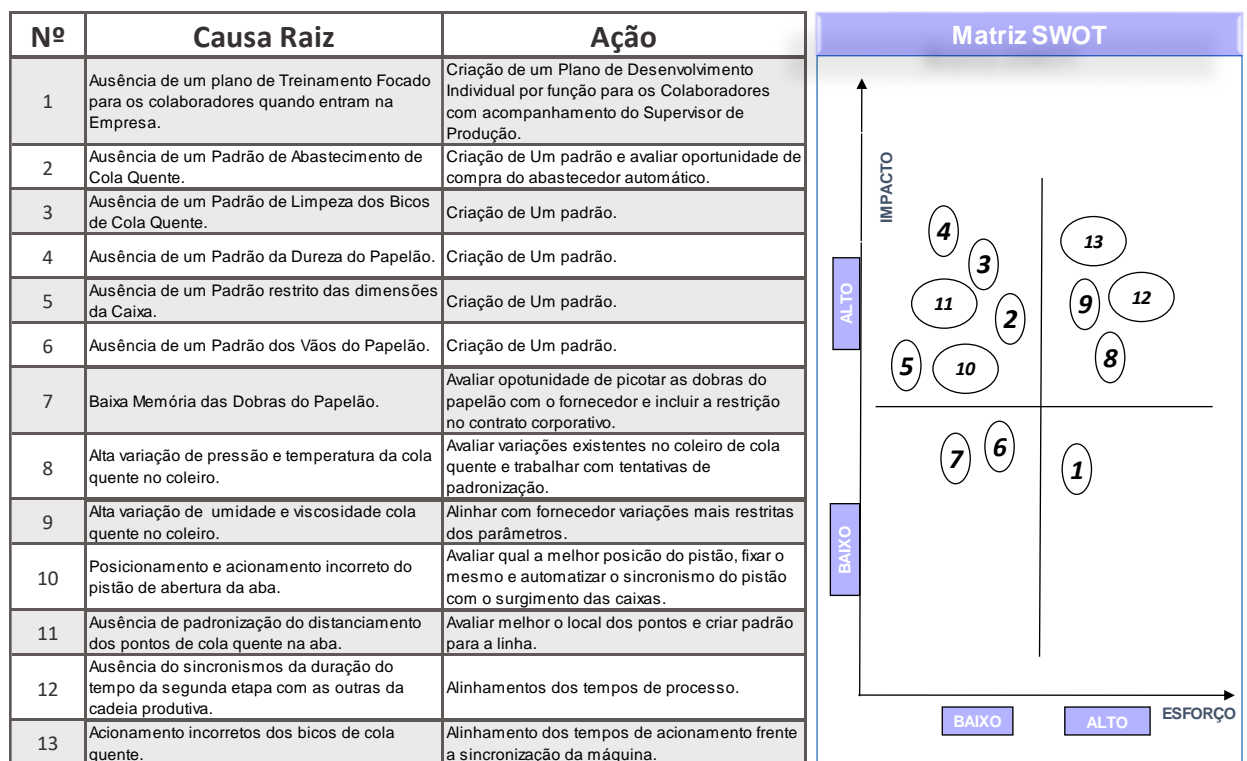 Nº Causa Raiz Ação
1
Ausência de um plano de Treinamento Focado
para os colaboradores quando entram na
Empresa.
Criação de um Plano de Desenvolvimento
Individual por função para os Colaboradores
com acompanhamento do Supervisor de
Produção.
2
Ausência de um Padrão de Abastecimento de
Cola Quente.
Criação de Um padrão e avaliar oportunidade de
compra do abastecedor automático.
3
Ausência de um Padrão de Limpeza dos Bicos
de Cola Quente.
Criação de Um padrão.
4
Ausência de um Padrão da Dureza do Papelão.
Criação de Um padrão.
5
Ausência de um Padrão restrito das dimensões
da Caixa.
Criação de Um padrão.
6
Ausência de um Padrão dos Vãos do Papelão.
Criação de Um padrão.
7
Baixa Memória das Dobras do Papelão.
Avaliar opotunidade de picotar as dobras do
papelão com o fornecedor e incluir a restrição
no contrato corporativo.
8
Alta variação de pressão e temperatura da cola
quente no coleiro.
Avaliar variações existentes no coleiro de cola
quente e trabalhar com tentativas de
padronização.
9
Alta variação de umidade e viscosidade cola
quente no coleiro.
Alinhar com fornecedor variações mais restritas
dos parâmetros.
10
Posicionamento e acionamento incorreto do
pistão de abertura da aba.
Avaliar qual a melhor posicão do pistão, fixar o
mesmo e automatizar o sincronismo do pistão
com o surgimento das caixas.
11
Ausência de padronização do distanciamento
dos pontos de cola quente na aba.
Avaliar melhor o local dos pontos e criar padrão
para a linha.
12
Ausência do sincronismos da duração do
tempo da segunda etapa com as outras da
cadeia produtiva.
Alinhamentos dos tempos de processo.
13
Acionamento incorretos dos bicos de cola
quente.
Alinhamento dos tempos de acionamento frente
a sincronização da máquina.
Matriz SWOT
IMPACTO
ALTO
BAIXO
4
3
11
2
5
10
13
9
12
8
7
6
1
BAIXO
ALTO
ESFORÇO